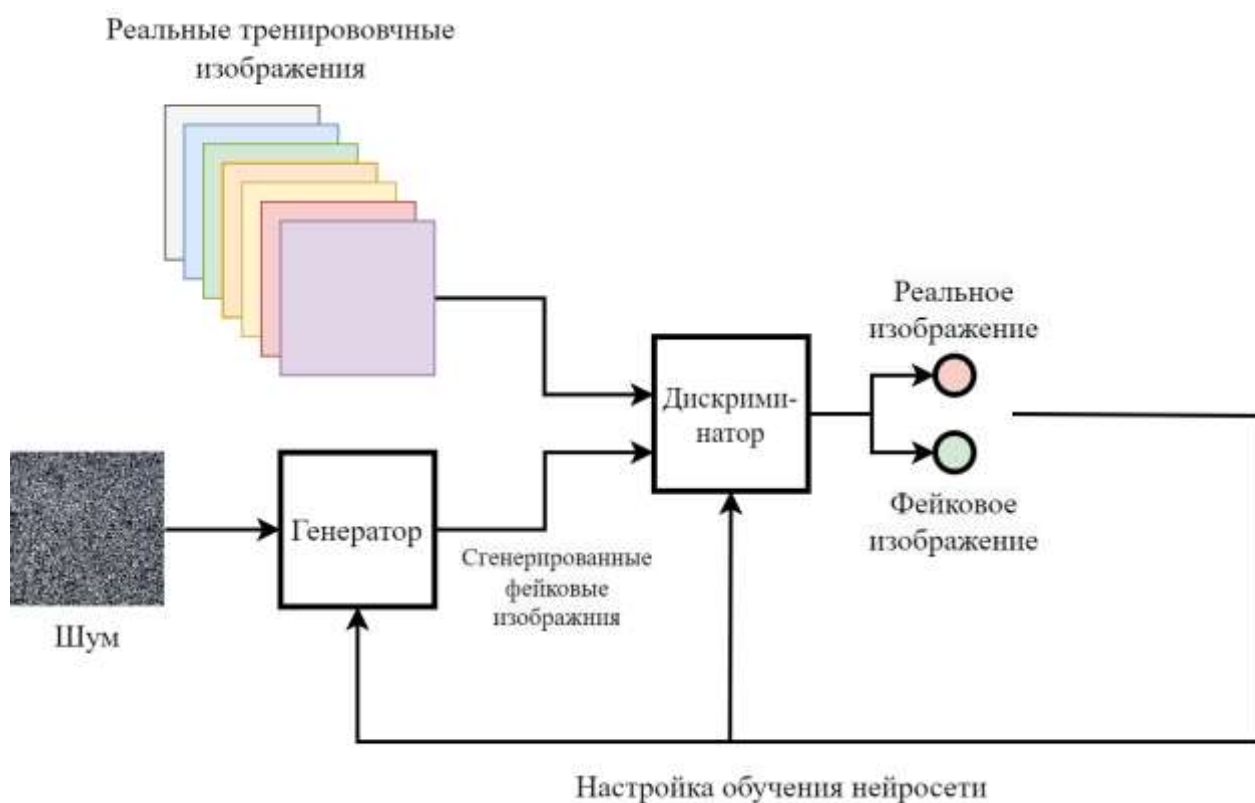 Реальные тренирововчные
изображения
Реальное
изображение
Дискрими-
натор
Генератор
Фейковое
изображение
Сгенерированные
фейковые
изображния
Шум
Настройка обучения нейросети